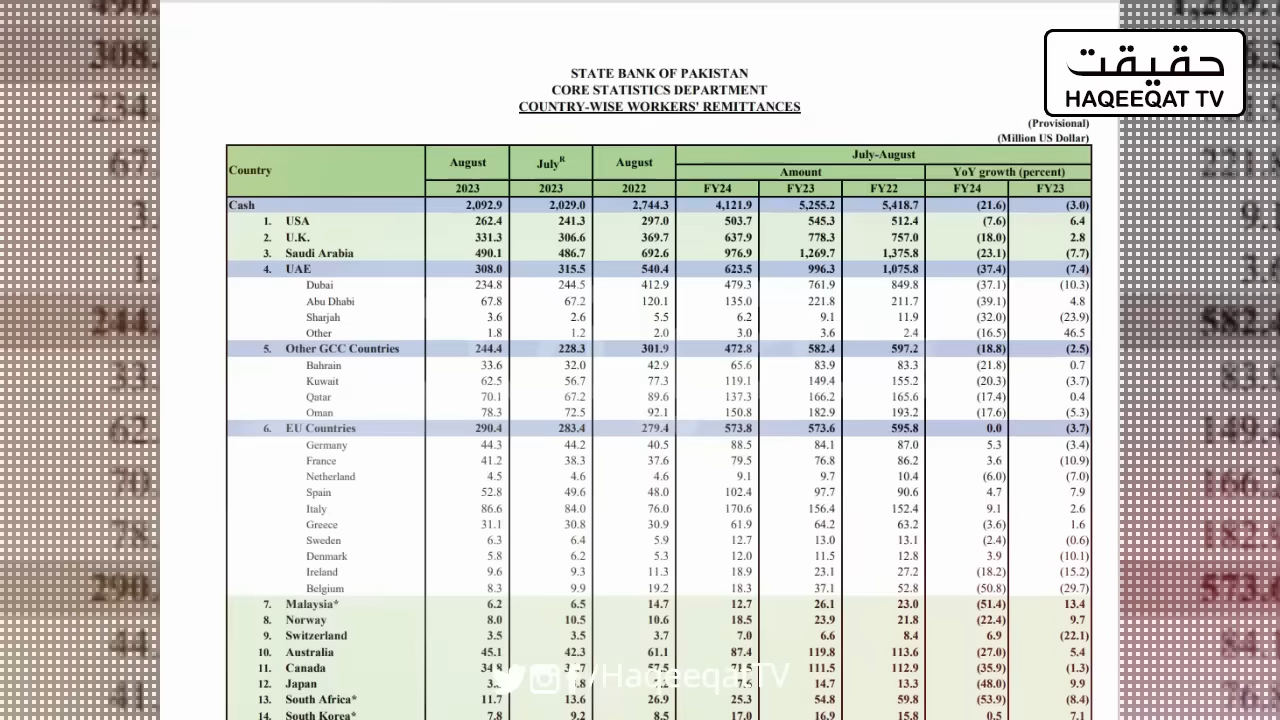 حقيقت
HAQEEQAT TV
STATE BANK OF PAKISTAN
CORE STATISTICS DEPARTMENT
COUNTRY-WISE WORKERS' REMITTANCES
(Provisional)
(Million US Dollar)
Country August July^R August July-August
Amount YoY growth (percent)
2023 2023 2022 FY24 FY23 FY22 FY24 FY23
Cash 2,092.9 2,029.0 2,744.3 4,121.9 5,255.2 5,418.7 (21.6) (3.0)
1. USA 262.4 241.3 297.0 503.7 545.3 512.4 (7.6) 6.4
2. U.K. 331.3 306.6 369.7 637.9 778.3 757.0 (18.0) 2.8
3. Saudi Arabia 490.1 486.7 692.6 976.9 1,269.7 1,375.8 (23.1) (7.7)
4. UAE 308.0 315.5 540.4 623.5 996.3 1,075.8 (37.4) (7.4)
Dubai 234.8 244.5 412.9 479.3 761.9 849.8 (37.1) (10.3)
Abu Dhabi 67.8 67.2 120.1 135.0 221.8 211.7 (39.1) 4.8
Sharjah 3.6 2.6 5.5 6.2 9.1 11.9 (32.0) (23.9)
Other 1.8 1.2 2.0 3.0 3.6 2.4 (16.5) 46.5
5. Other GCC Countries 244.4 228.3 301.9 472.8 582.4 597.2 (18.8) (2.5)
Bahrain 33.6 32.0 42.9 65.6 83.9 83.3 (21.8) 0.7
Kuwait 62.5 56.7 77.3 119.1 149.4 155.2 (20.3) (3.7)
Qatar 70.1 67.2 89.6 137.3 166.2 165.6 (17.4) 0.4
Oman 78.3 72.5 92.1 150.8 182.9 193.2 (17.6) (5.3)
6. EU Countries 290.4 283.4 279.4 573.8 573.6 595.8 0.0 (3.7)
Germany 44.3 44.2 40.5 88.5 84.1 87.0 5.3 (3.4)
France 41.2 38.3 37.6 79.5 76.8 86.2 3.6 (10.9)
Netherland 4.5 4.6 4.6 9.1 9.7 10.4 (6.0) (7.0)
Spain 52.8 49.6 48.0 102.4 97.7 90.6 4.7 7.9
Italy 86.6 84.0 76.0 170.6 156.4 152.4 9.1 2.6
Greece 31.1 30.8 30.9 61.9 64.2 63.2 (3.6) 1.6
Sweden 6.3 6.4 5.9 12.7 13.0 13.1 (2.4) (0.6)
Denmark 5.8 6.2 5.3 12.0 11.5 12.8 3.9 (10.1)
Ireland 9.6 9.3 11.3 18.9 23.1 27.2 (18.2) (15.2)
Belgium 8.3 9.9 19.2 18.3 37.1 52.8 (50.8) (29.7)
7. Malaysia* 6.2 6.5 14.7 12.7 26.1 23.0 (51.4) 13.4
8. Norway 8.0 10.5 10.6 18.5 23.9 21.8 (22.4) 9.7
9. Switzerland 3.5 3.5 3.7 7.0 6.6 8.4 6.9 (22.1)
10. Australia 45.1 42.3 61.1 87.4 119.8 113.6 (27.0) 5.4
11. Canada 34.8 57.5 111.5 112.9 (35.9) (1.3)
12. Japan 14.7 13.3 (48.0) 9.9
/tvHaqeeqatTV
13. South Africa* 11.7 13.6 26.9 25.3 54.8 59.8 (53.9) (8.4)
14. South Korea* 7.8 9.2 8.5 17.0 16.9 15.8 0.5 7.1